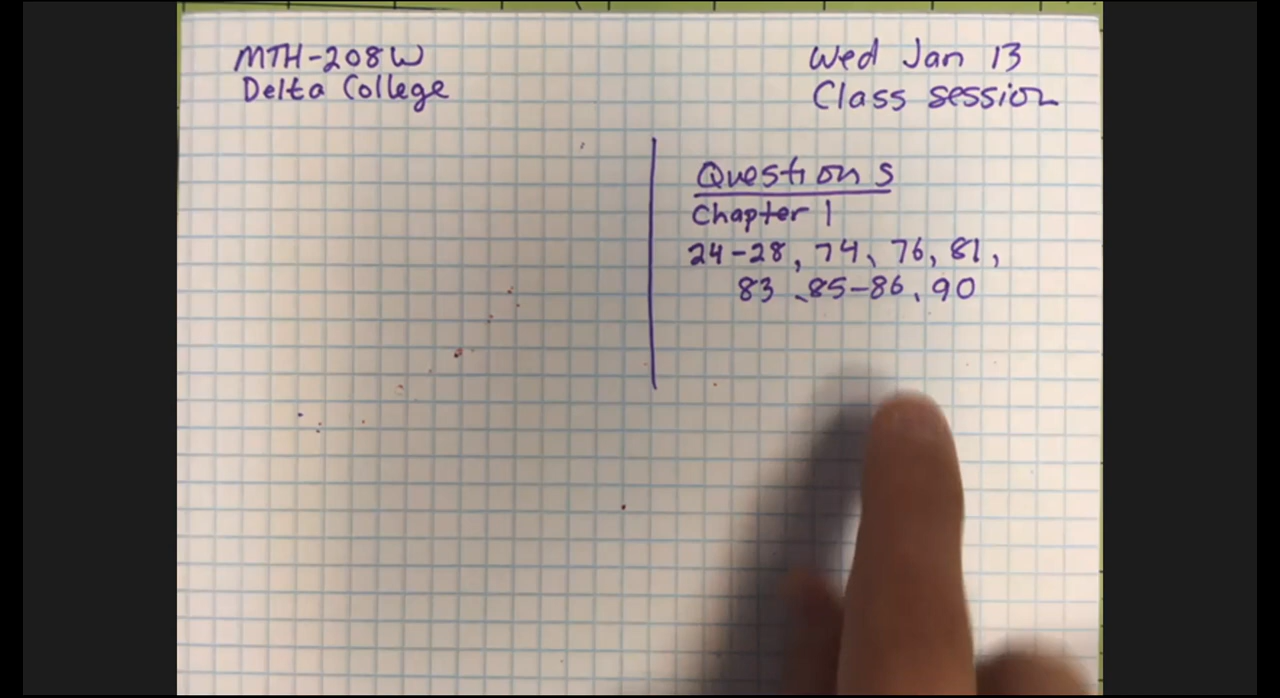 MTH-208W
Delta College
Wed Jan 13
Class session
Questions
Chapter 1
24-28, 74, 76, 81,
83, 85-86, 90